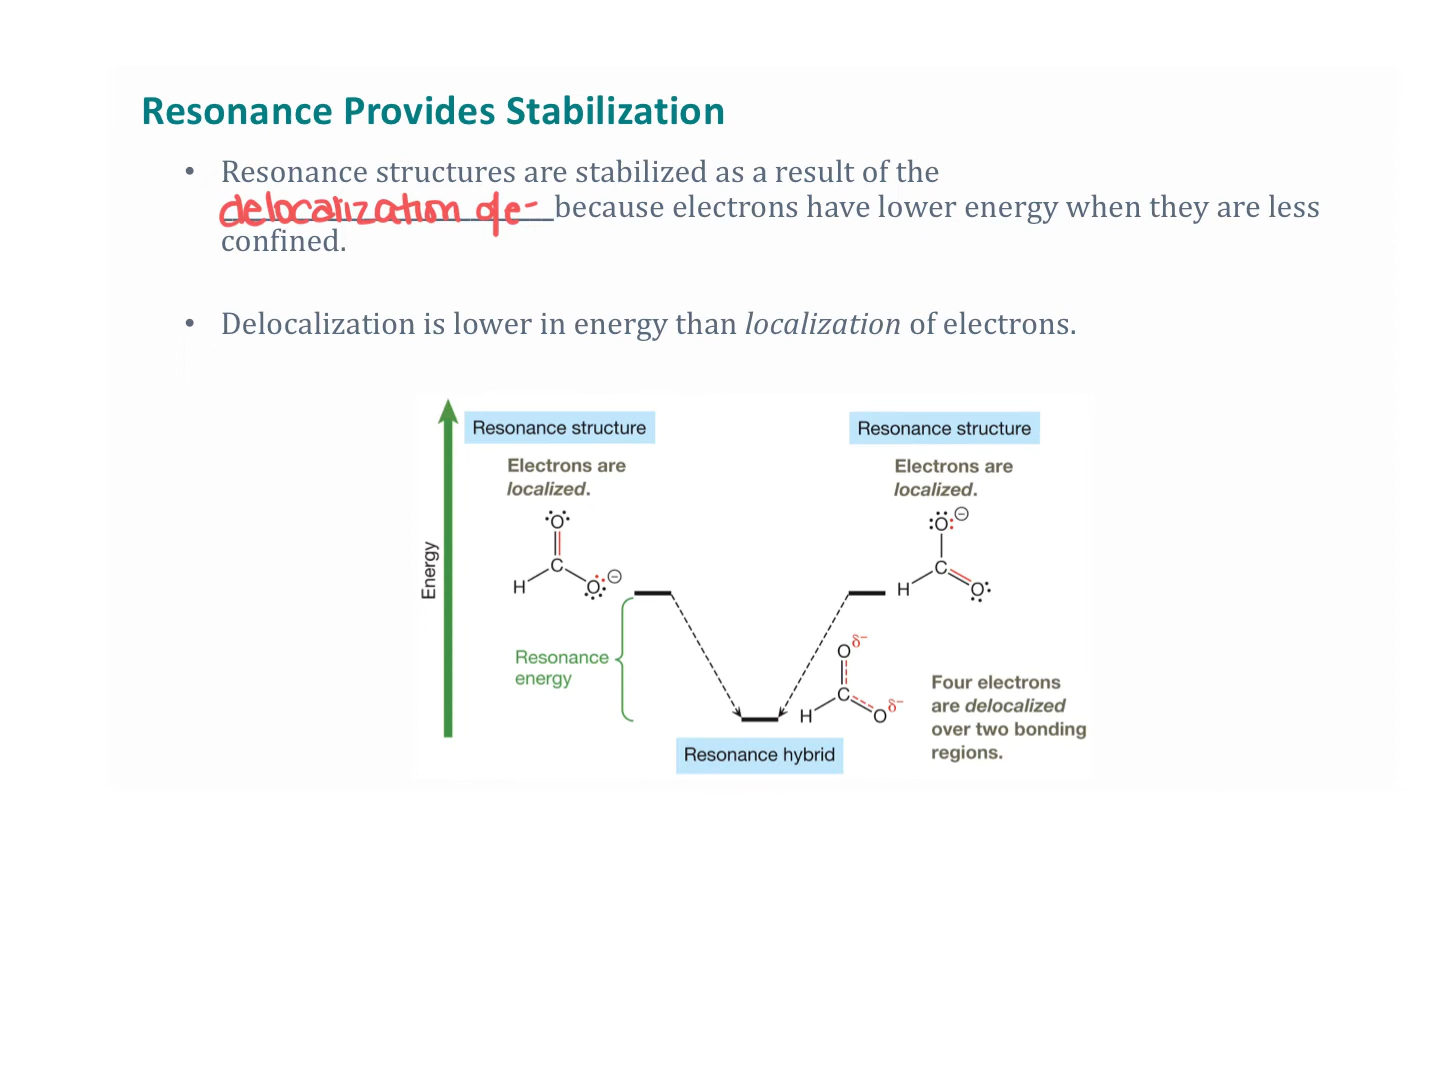 Resonance Provides Stabilization
• Resonance structures are stabilized as a result of the
delocalization of e- because electrons have lower energy when they are less
confined.
• Delocalization is lower in energy than localization of electrons.
Energy
Resonance structure
Electrons are
localized.
O
C
H
O
⊖
Resonance structure
Electrons are
localized.
O
⊖
C
H
O
Resonance
energy
O
δ−
C
H
O
δ−
Resonance hybrid
Four electrons
are delocalized
over two bonding
regions.